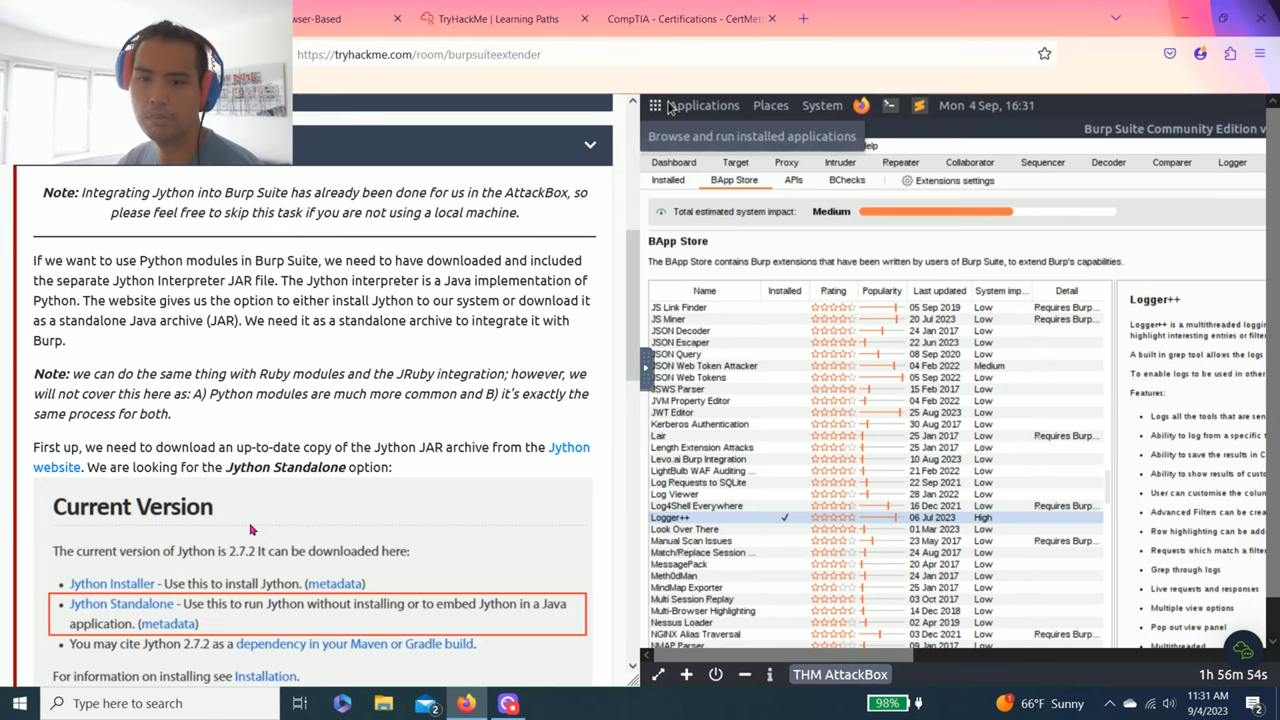 wser-Based
TryHackMe | Learning Paths
CompTIA - Certifications - CertMet
https://tryhackme.com/room/burpsuiteextender
Note: Integrating Jython into Burp Suite has already been done for us in the AttackBox, so
please feel free to skip this task if you are not using a local machine.
If we want to use Python modules in Burp Suite, we need to have downloaded and included
the separate Jython Interpreter JAR file. The Jython interpreter is a Java implementation of
Python. The website gives us the option to either install Jython to our system or download it
as a standalone Java archive (JAR). We need it as a standalone archive to integrate it with
Burp.
Note: we can do the same thing with Ruby modules and the JRuby integration; however, we
will not cover this here as: A) Python modules are much more common and B) it's exactly the
same process for both.
First up, we need to download an up-to-date copy of the Jython JAR archive from the Jython
website. We are looking for the Jython Standalone option:
Current Version
The current version of Jython is 2.7.2 It can be downloaded here:
• Jython Installer - Use this to install Jython. (metadata)
• Jython Standalone - Use this to run Jython without installing or to embed Jython in a Java
application. (metadata)
• You may cite Jython 2.7.2 as a dependency in your Maven or Gradle build.
For information on installing see Installation.
Applications Places System Mon 4 Sep, 16:31
Browse and run installed applications
Burp Suite Community Edition v
elp
Dashboard Target Proxy Intruder Repeater Collaborator Sequencer Decoder Comparer Logger
Installed BApp Store APIs BChecks Extensions settings
Total estimated system impact: Medium
BApp Store
The BApp Store contains Burp extensions that have been written by users of Burp Suite, to extend Burp's capabilities.
Name Installed Rating Popularity Last updated System imp... Detail
JS Link Finder 05 Sep 2019 Low Requires Burp...
JS Miner 20 Jul 2023 Low Requires Burp...
JSON Decoder 24 Jan 2017 Low
JSON Escaper 22 Jun 2023 Low
JSON Query 08 Sep 2020 Low
JSON Web Token Attacker 04 Feb 2022 Medium
JSON Web Tokens 05 Sep 2022 Low
JSWS Parser 15 Feb 2017 Low
JVM Property Editor 04 Feb 2022 Low
JWT Editor 25 Aug 2023 Low
Kerberos Authentication 30 Aug 2017 Low
Lair 25 Jan 2017 Low Requires Burp...
Length Extension Attacks 25 Jan 2017 Low
Levo.ai Burp Integration 10 Aug 2023 Low
LightBulb WAF Auditing ... 21 Feb 2022 Low
Log Requests to SQLite 22 Sep 2021 Low
Log Viewer 28 Jan 2022 Low
Log4Shell Everywhere 16 Dec 2021 Low Requires Burp...
Logger++ ✓ 06 Jul 2023 High
Look Over There 01 Mar 2023 Low
Manual Scan Issues 23 May 2017 Low Requires Burp...
Match/Replace Session ... 24 Aug 2017 Low
MessagePack 20 Apr 2017 Low
Meth0dMan 24 Jan 2017 Low
MindMap Exporter 25 Jan 2017 Low
Multi Session Replay 03 Oct 2017 Low
Multi-Browser Highlighting 14 Dec 2018 Low
Nessus Loader 02 Apr 2019 Low
NGINX Alias Traversal 03 Dec 2021 Low Requires Burp...
NMAP Parser 09 Jan 2017 Low
Logger++
Logger++ is a multithreaded loggin
highlight interesting entries or filter
A built in grep tool allows the logs
To enable logs to be used in other
Features:
• Logs all the tools that are sen
• Ability to log from a specific
• Ability to save the results in C
• Ability to show results of custo
• User can customise the colum
• Advanced Filters can be crea
• Row highlighting can be addo
• Requests which match a filte
• Grep through logs
• Live requests and responses
• Multiple view options
• Pop out view panel
• Multithreaded
THM AttackBox 1h 56m 54s
Type here to search
2
98%
66°F Sunny
11:31 AM
9/4/2023
2